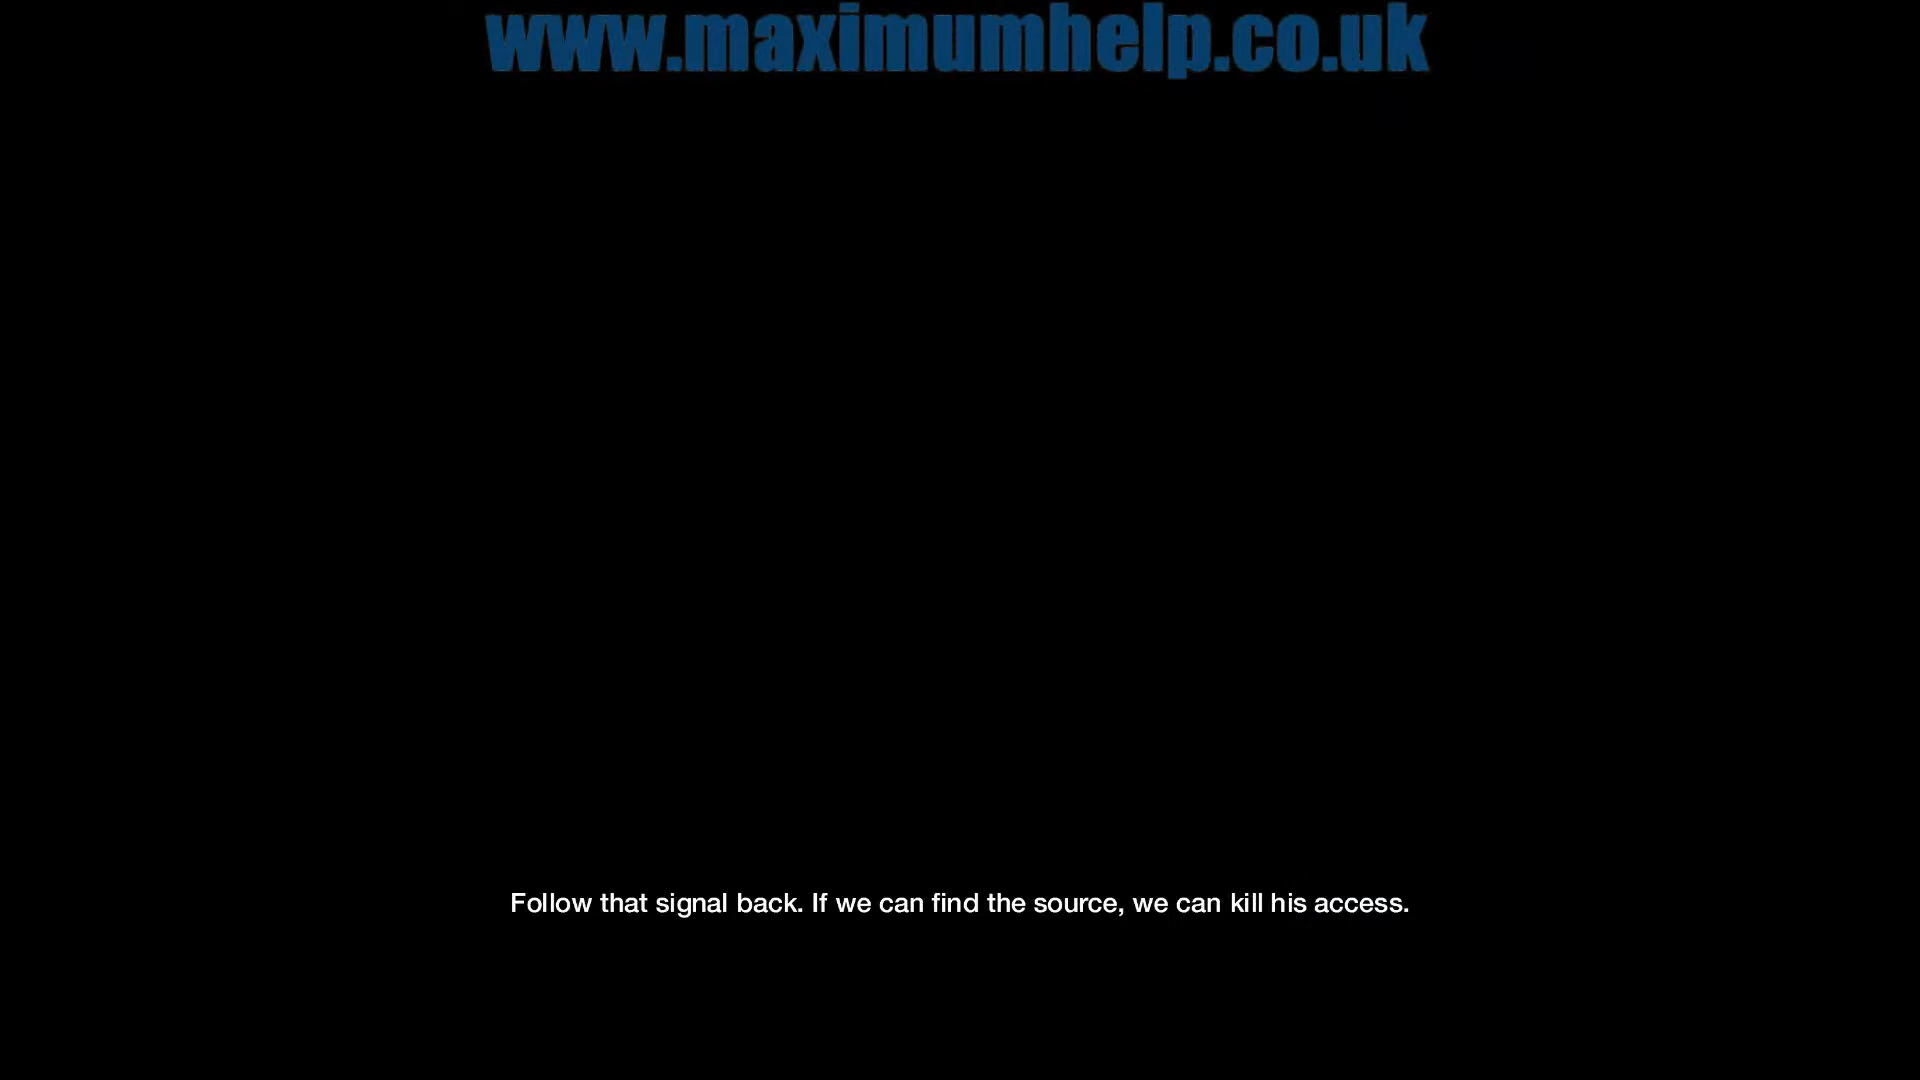 www.maximumhelp.co.uk
Follow that signal back. If we can find the source, we can kill his access.